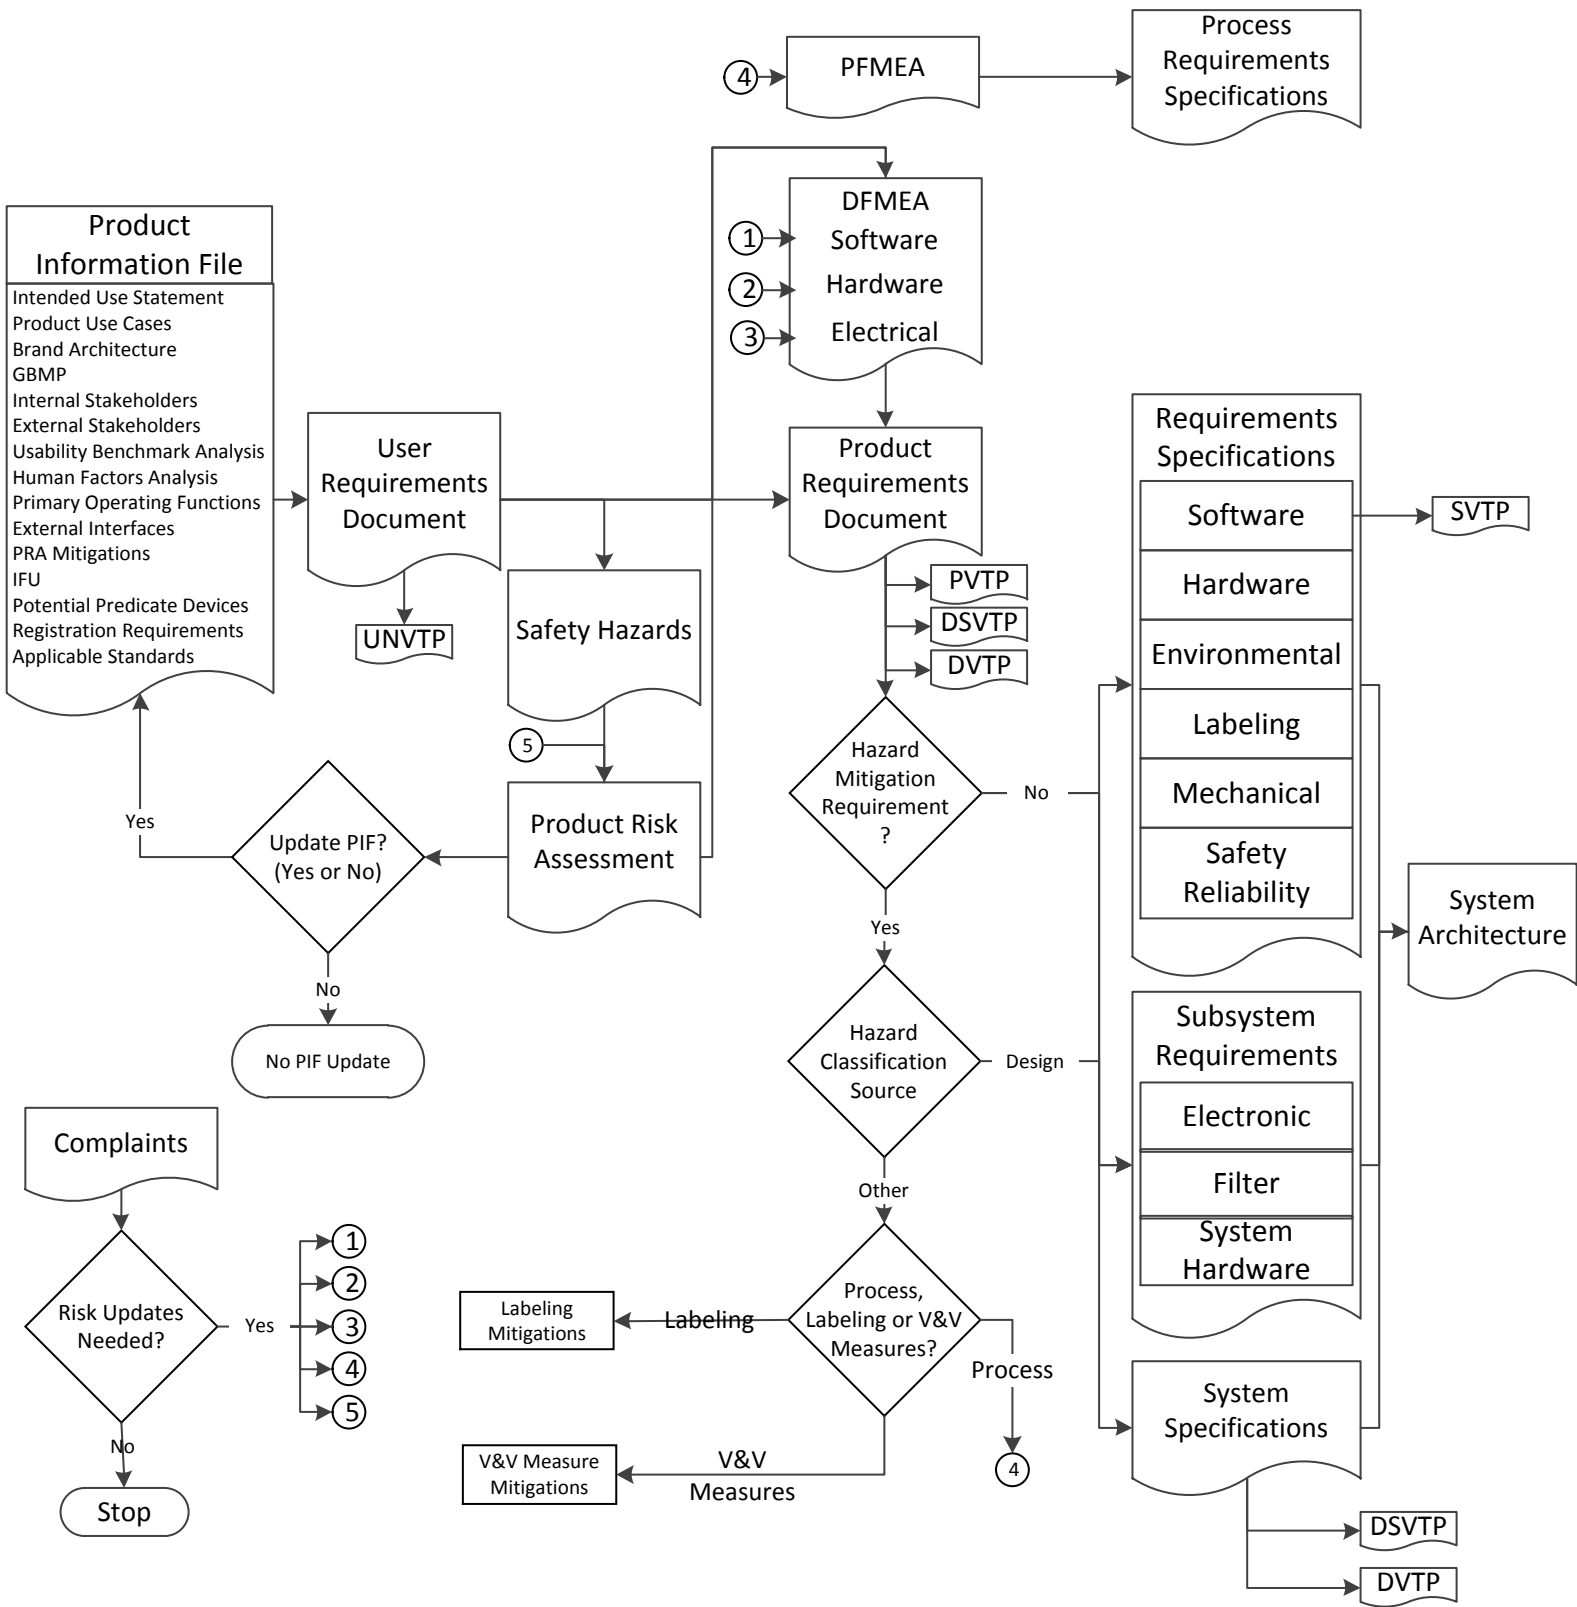 4
PFMEA
Process
Requirements
Specifications
Product
Information File
Intended Use Statement
Product Use Cases
Brand Architecture
GBMP
Internal Stakeholders
External Stakeholders
Usability Benchmark Analysis
Human Factors Analysis
Primary Operating Functions
External Interfaces
PRA Mitigations
IFU
Potential Predicate Devices
Registration Requirements
Applicable Standards
User
Requirements
Document
UNVTP
Safety Hazards
5
Product Risk
Assessment
Update PIF?
(Yes or No)
Yes
No
No PIF Update
DFMEA
1
Software
2
Hardware
3
Electrical
Product
Requirements
Document
PVTP
DSVTP
DVTP
Hazard
Mitigation
Requirement
?
No
Yes
Hazard
Classification
Source
Design
Other
Process,
Labeling or V&V
Measures?
Labeling
Labeling
Mitigations
V&V
Measures
V&V Measure
Mitigations
Process
4
Requirements
Specifications
Software
SVTP
Hardware
Environmental
Labeling
Mechanical
Safety
Reliability
System
Architecture
Subsystem
Requirements
Electronic
Filter
System
Hardware
System
Specifications
DSVTP
DVTP
Complaints
Risk Updates
Needed?
Yes
1
2
3
4
5
No
Stop